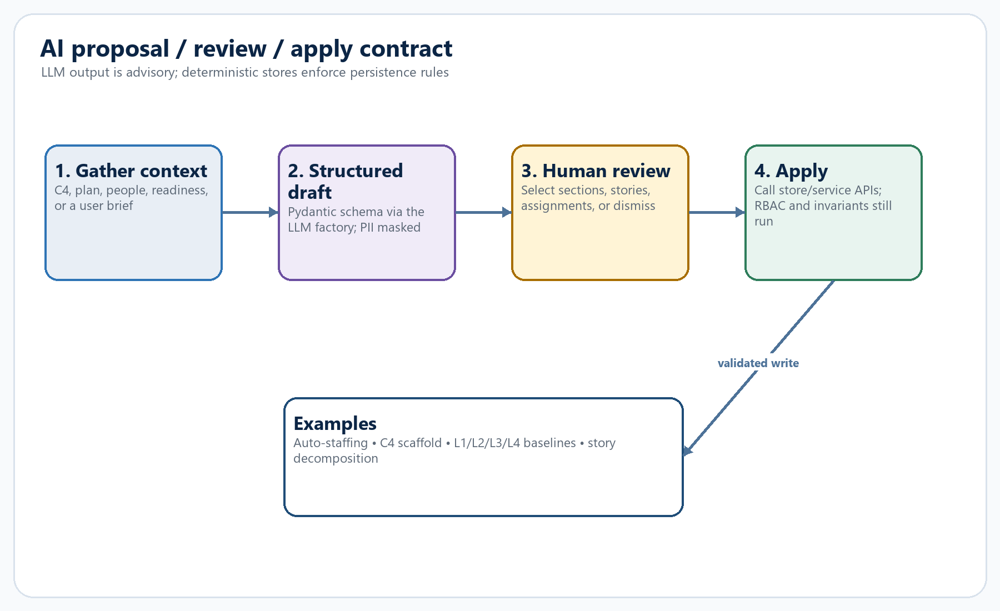 AI proposal / review / apply contract
LLM output is advisory; deterministic stores enforce persistence rules
1. Gather context
C4, plan, people, readiness,
or a user brief
2. Structured
draft
Pydantic schema via the
LLM factory; PII masked
3. Human review
Select sections, stories,
assignments, or dismiss
4. Apply
Call store/service APIs;
RBAC and invariants still
run
validated write
Examples
Auto-staffing • C4 scaffold • L1/L2/L3/L4 baselines • story
decomposition